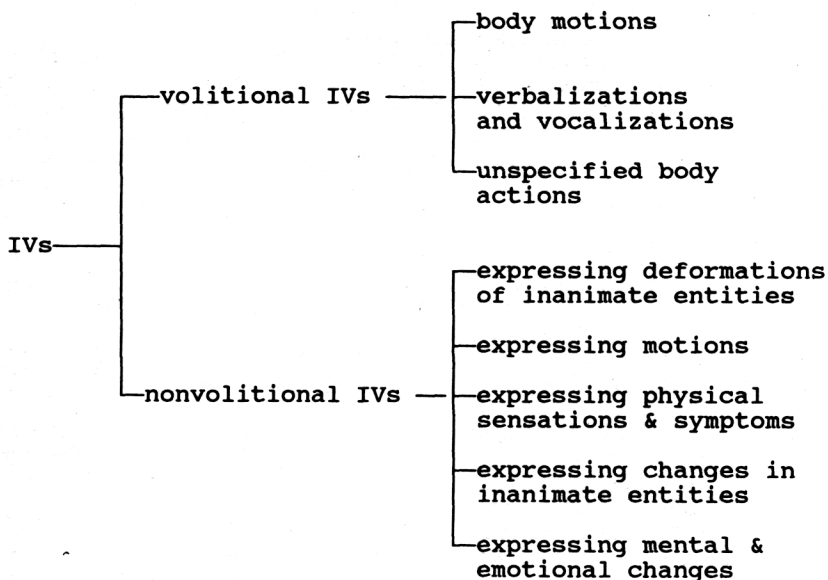 body motions
volitional IVs
verbalizations
and vocalizations
unspecified body
actions
IVs
expressing deformations
of inanimate entities
expressing motions
nonvolitional IVs
expressing physical
sensations & symptoms
expressing changes in
inanimate entities
expressing mental &
emotional changes